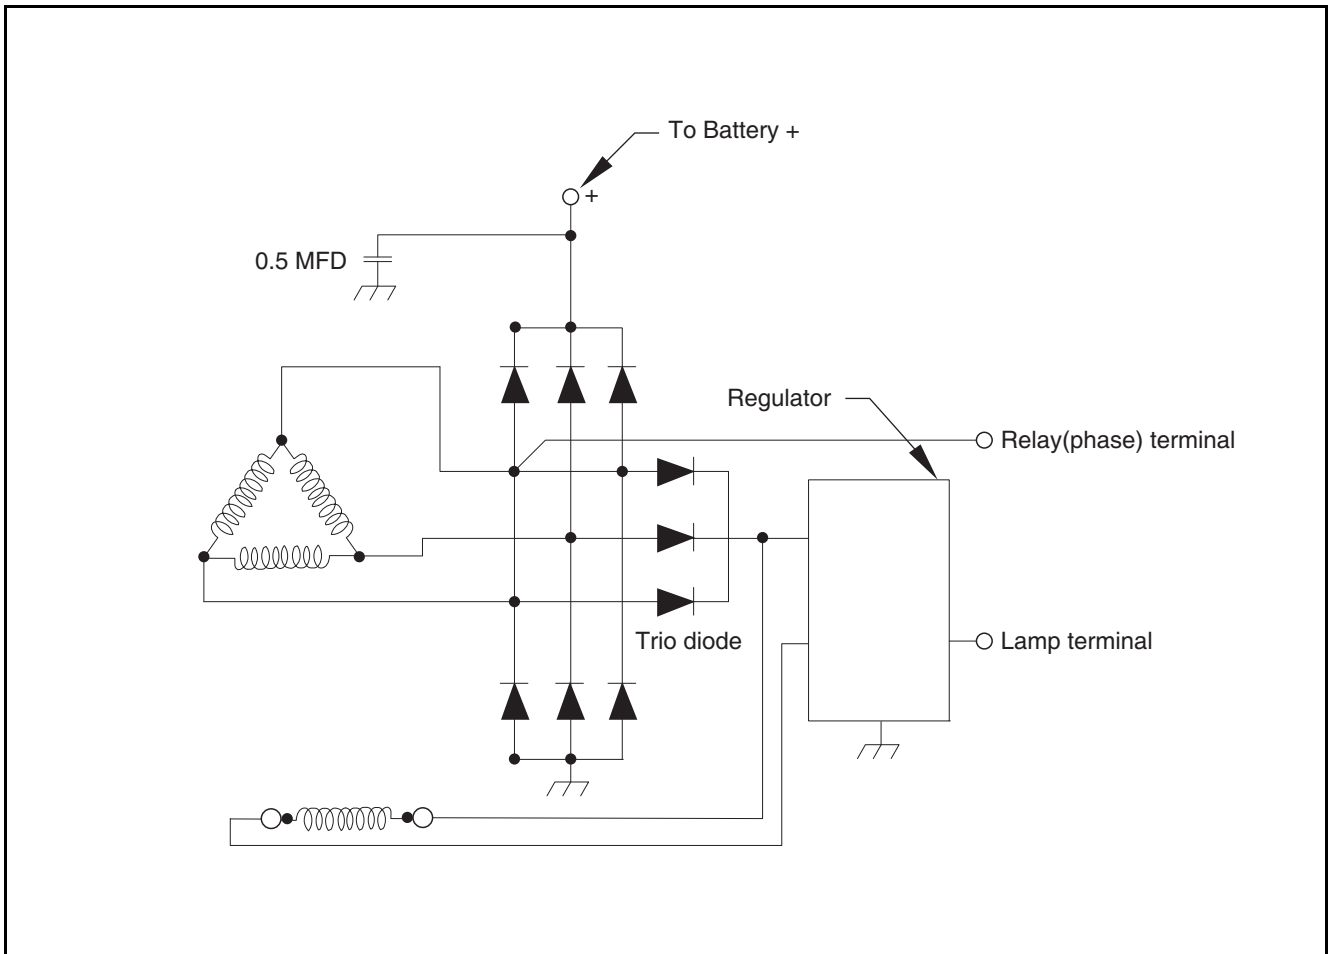 To Battery +
+
0.5 MFD
Regulator
Relay(phase) terminal
Trio diode
Lamp terminal